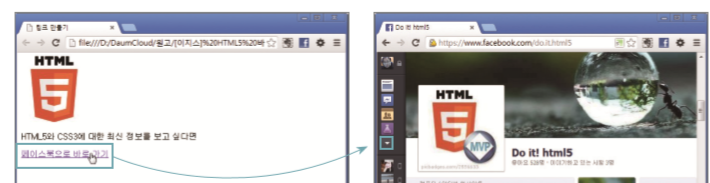 링크 만들기
file:///D:/DaumCloud/원고/[이지스]%20HTML5%20바
HTML
5
HTML5와 CSS3에 대한 최신 정보를 보고 싶다면
페이스북으로 바로 가기
Do it! html5
https://www.facebook.com/do.it.html5
HTML
5
MVP
Do it! html5